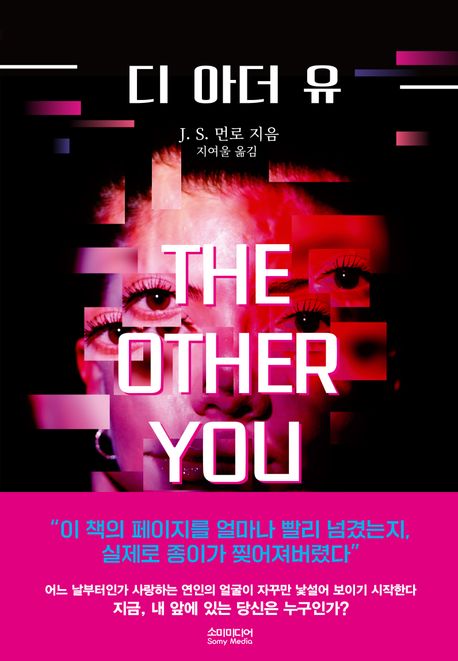 디 아더 유
J. S. 먼로 지음
지여울 옮김
THE
OTHER
YOU
“이 책의 페이지를 얼마나 빨리 넘겼는지,
실제로 종이가 찢어져버렸다”
어느 날부터인가 사랑하는 연인의 얼굴이 자꾸만 낯설어 보이기 시작한다
지금, 내 앞에 있는 당신은 누구인가?
소미미디어
Somy Media